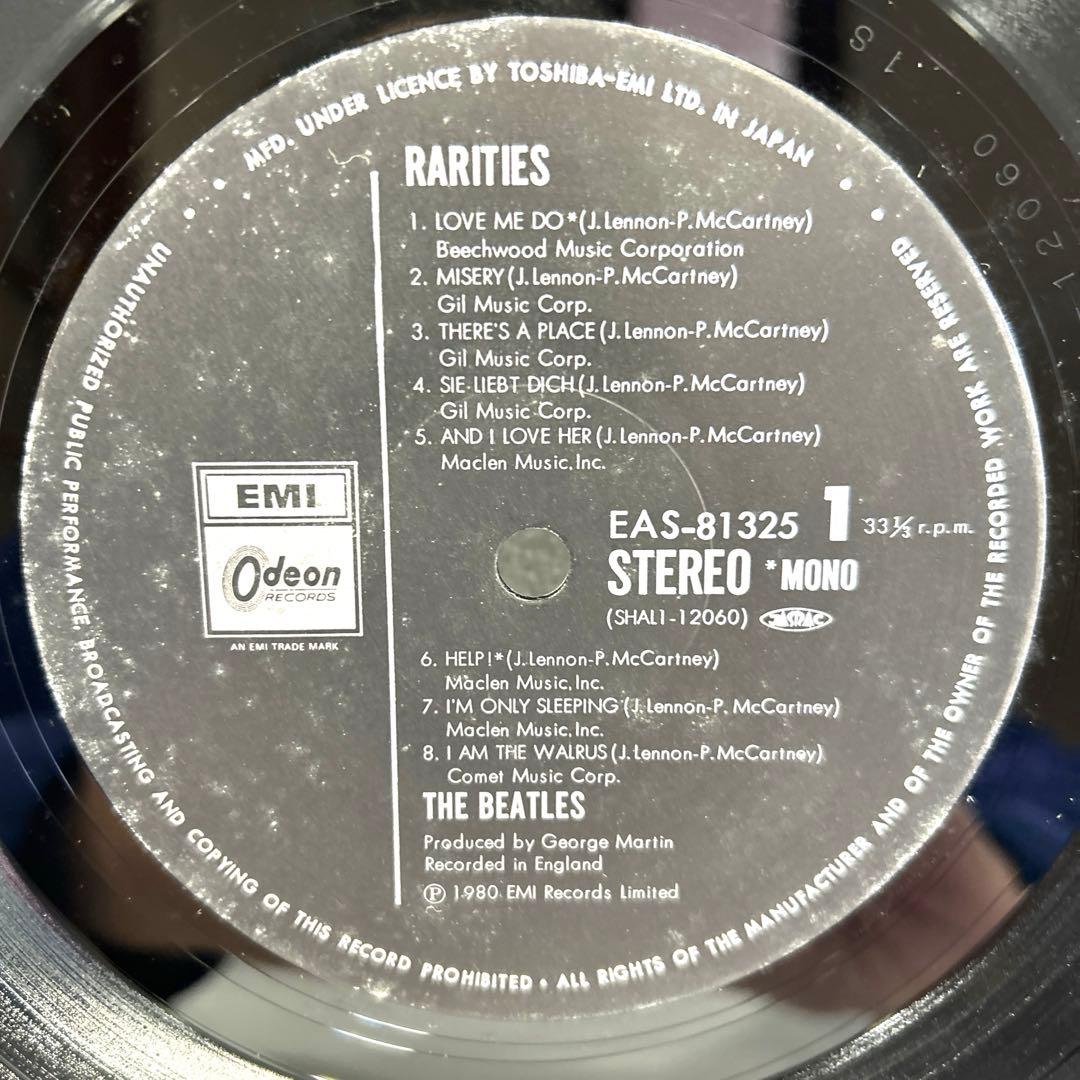 MFD. UNDER LICENCE BY TOSHIBA-EMI LTD. IN JAPAN
RARITIES
1. LOVE ME DO*(J.Lennon-P.McCartney)
Beechwood Music Corporation
2. MISERY(J.Lennon-P.McCartney)
Gil Music Corp.
3. THERE'S A PLACE(J.Lennon-P.McCartney)
Gil Music Corp.
4. SIE LIEBT DICH(J.Lennon-P.McCartney)
Gil Music Corp.
5. AND I LOVE HER(J.Lennon-P.McCartney)
Maclen Music,Inc.
EMI
Odeon
RECORDS
AN EMI TRADE MARK
EAS-81325 1 33⅓ r.p.m.
STEREO *MONO
(SHAL1-12060) JASRAC
6. HELP!*(J.Lennon-P.McCartney)
Maclen Music,Inc.
7. I'M ONLY SLEEPING(J.Lennon-P.McCartney)
Maclen Music,Inc.
8. I AM THE WALRUS(J.Lennon-P.McCartney)
Comet Music Corp.
THE BEATLES
Produced by George Martin
Recorded in England
Ⓟ 1980 EMI Records Limited
UNAUTHORIZED PUBLIC PERFORMANCE, BROADCASTING AND COPYING OF THIS RECORD PROHIBITED • ALL RIGHTS OF THE MANUFACTURER AND OF THE OWNER OF THE RECORDED WORK ARE RESERVED
12060 1S